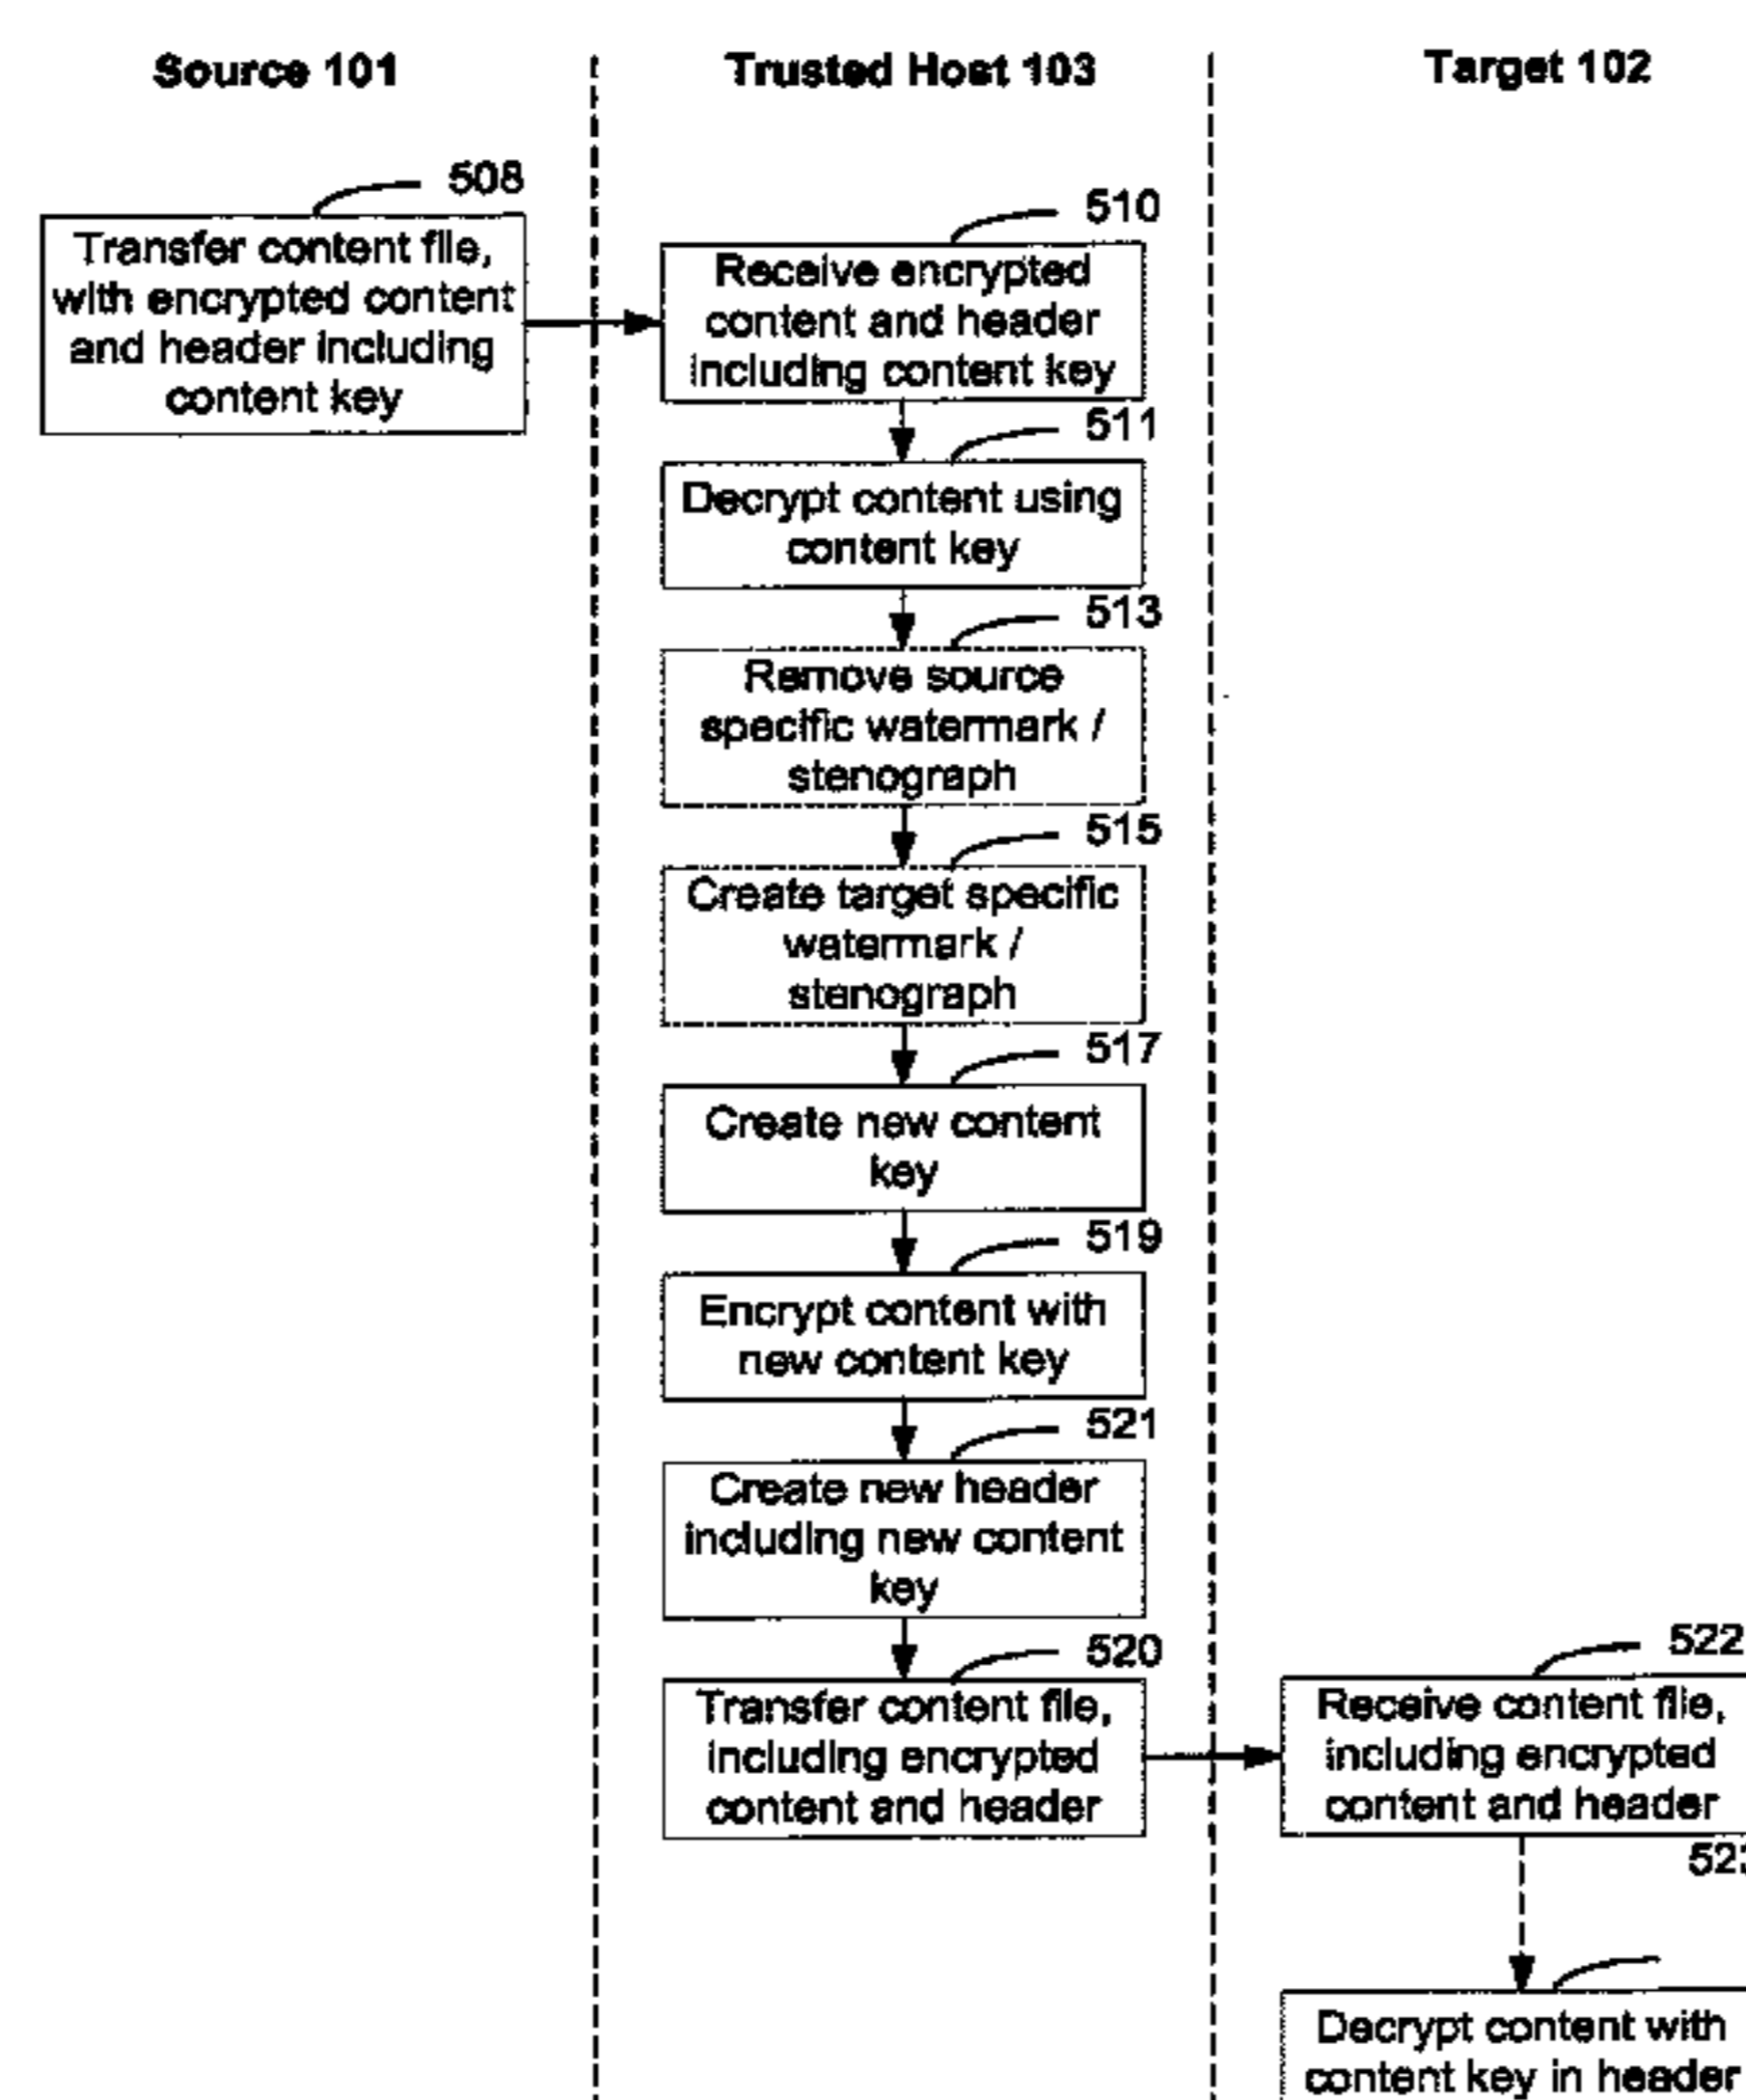 Source 101
Trusted Host 103
Target 102
508
Transfer content file,
with encrypted content
and header including
content key
510
Receive encrypted
content and header
including content key
511
Decrypt content using
content key
513
Remove source
specific watermark /
stenograph
515
Create target specific
watermark /
stenograph
517
Create new content
key
519
Encrypt content with
new content key
521
Create new header
including new content
key
520
Transfer content file,
including encrypted
content and header
522
Receive content file,
including encrypted
content and header
Decrypt content with
content key in header